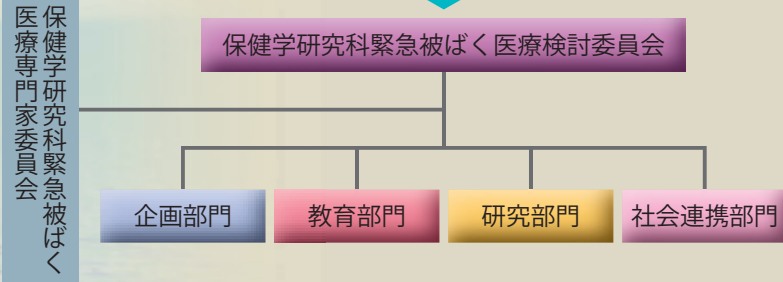 保健学研究科緊急被ばく
医療専門家委員会
保健学研究科緊急被ばく医療検討委員会
企画部門
教育部門
研究部門
社会連携部門